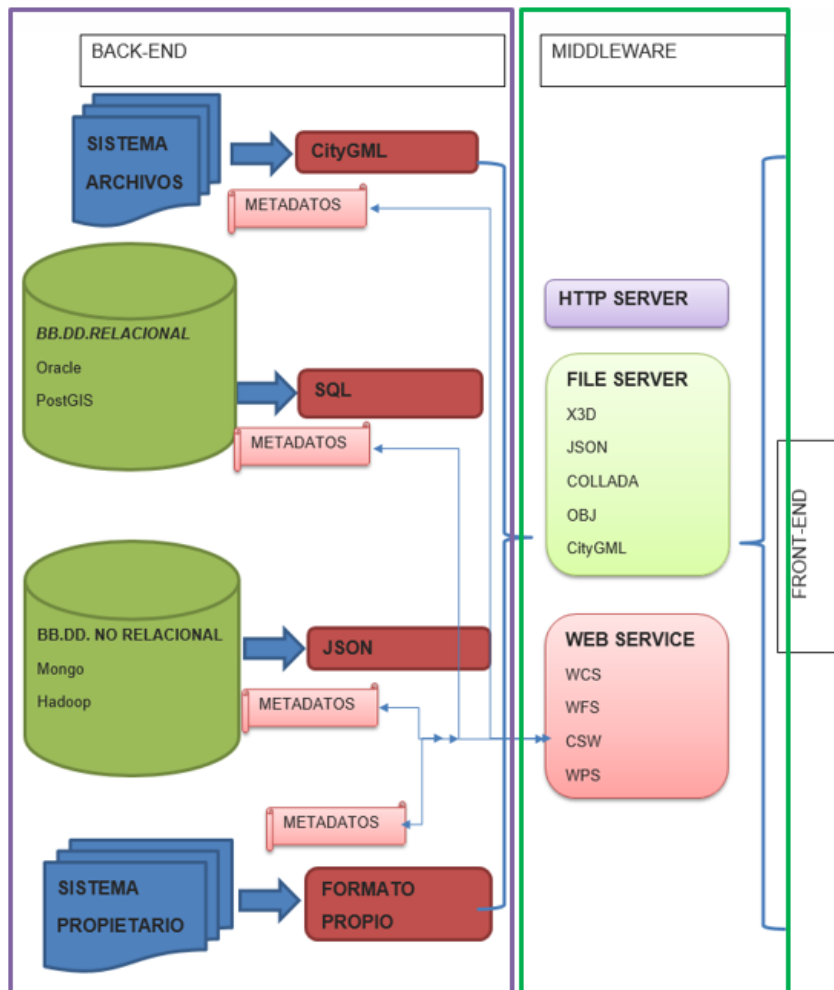 BACK-END
MIDDLEWARE
SISTEMA
ARCHIVOS
CityGML
METADATOS
BB.DD.RELACIONAL
Oracle
PostGIS
SQL
METADATOS
BB.DD. NO RELACIONAL
Mongo
Hadoop
JSON
METADATOS
METADATOS
SISTEMA
PROPIETARIO
FORMATO
PROPIO
HTTP SERVER
FILE SERVER
X3D
JSON
COLLADA
OBJ
CityGML
WEB SERVICE
WCS
WFS
CSW
WPS
FRONT-END